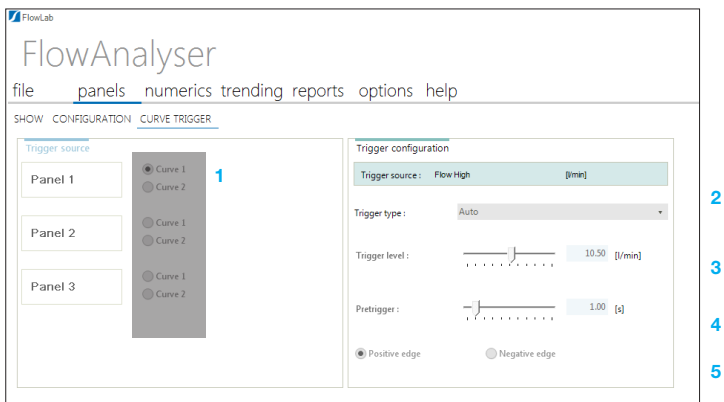 FlowLab
FlowAnalyser
file panels numerics trending reports options help
SHOW CONFIGURATION CURVE TRIGGER
Trigger source
Panel 1
Curve 1
Curve 2
1
Panel 2
Curve 1
Curve 2
Panel 3
Curve 1
Curve 2
Trigger configuration
Trigger source : Flow High [l/min]
Trigger type : Auto
2
Trigger level : 10.50 [l/min]
3
Pretrigger : 1.00 [s]
4
Positive edge Negative edge
5